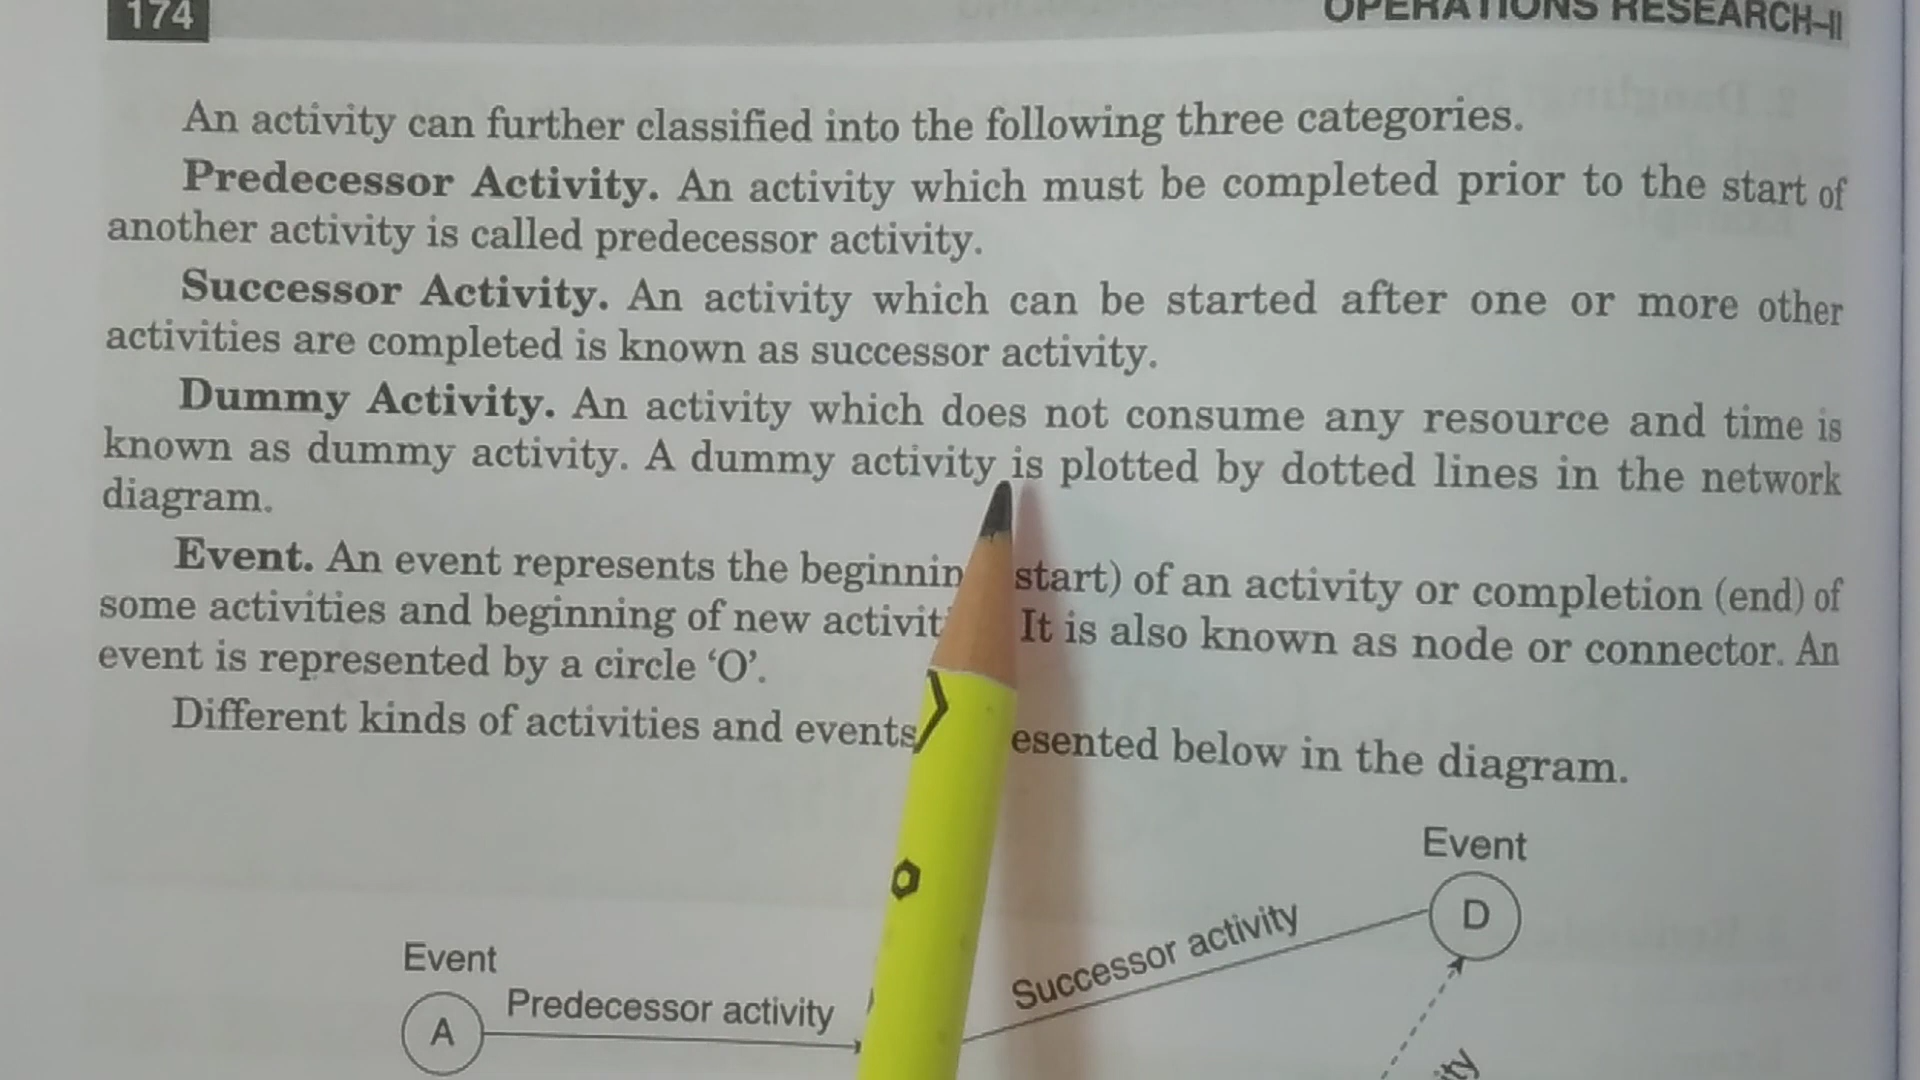 174
OPERATIONS RESEARCH–II
An activity can further classified into the following three categories.
Predecessor Activity. An activity which must be completed prior to the start of
another activity is called predecessor activity.
Successor Activity. An activity which can be started after one or more other
activities are completed is known as successor activity.
Dummy Activity. An activity which does not consume any resource and time is
known as dummy activity. A dummy activity is plotted by dotted lines in the network
diagram.
Event. An event represents the start) of an activity or completion (end) of
some activities and beginning of new It is also known as node or connector. An
event is represented by a circle ‘O’.
Different kinds of activities and events below in the diagram.
Event
D
Successor activity
Event
Predecessor activity
A